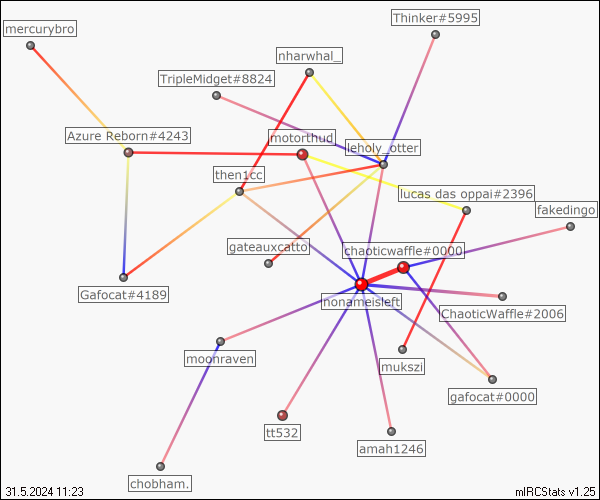 Thinker#5995
mercurybro
nharwhal_
TripleMidget#8824
Azure Reborn#4243
motorthud
leholy_otter
then1cc
lucas das oppai#2396
fakedingo
gateauxcatto
chaoticwaffle#0000
Gafocat#4189
nonameisleft
ChaoticWaffle#2006
moonraven
mukszi
gafocat#0000
tt532
amah1246
chobham.
31.5.2024 11:23
mIRCStats v1.25